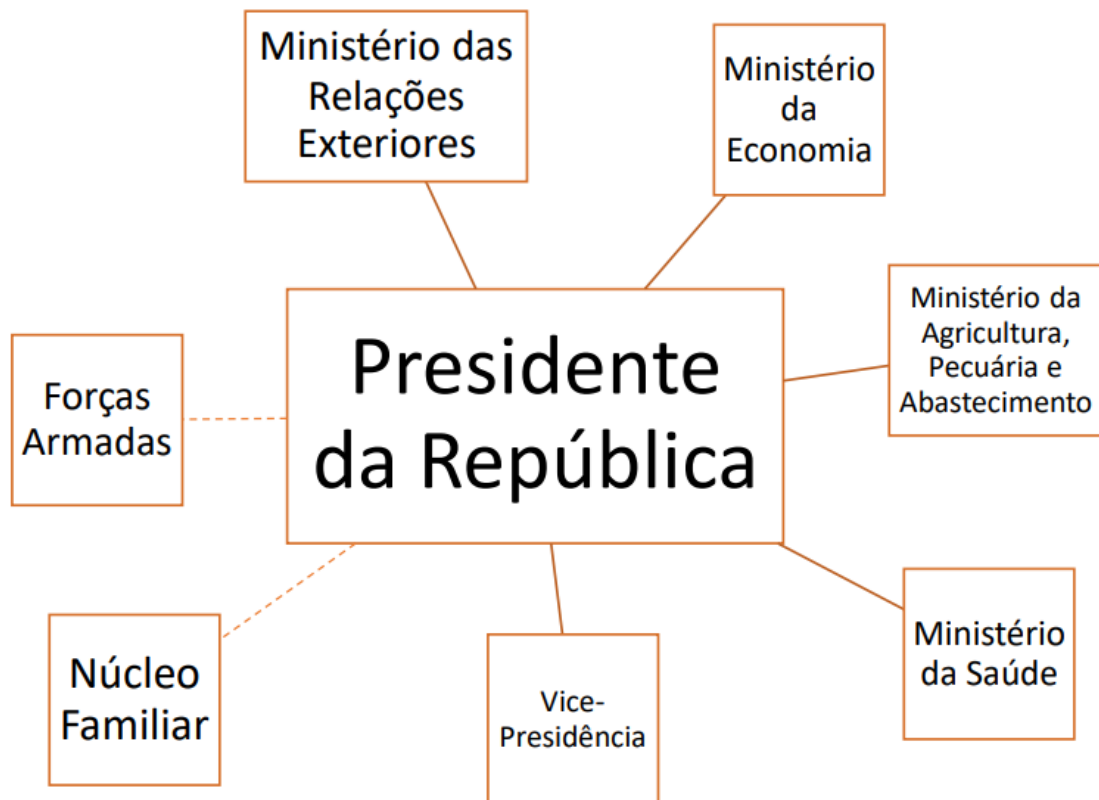 Ministério das
Relações
Exteriores
Ministério
da
Economia
Ministério da
Agricultura,
Pecuária e
Abastecimento
Presidente
da República
Forças
Armadas
Núcleo
Familiar
Vice-
Presidência
Ministério
da Saúde